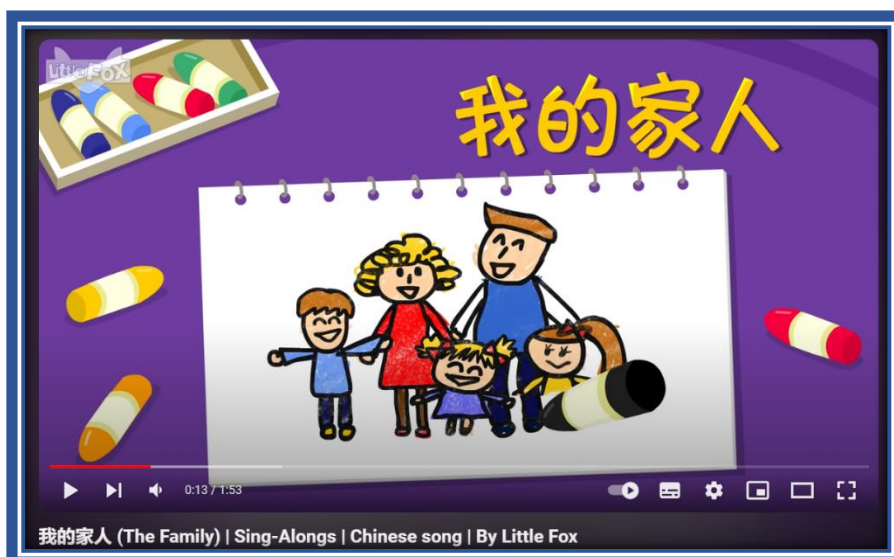 Little Fox
我的家人
0:13 / 1:53
我的家人 (The Family) | Sing-Alongs | Chinese song | By Little Fox